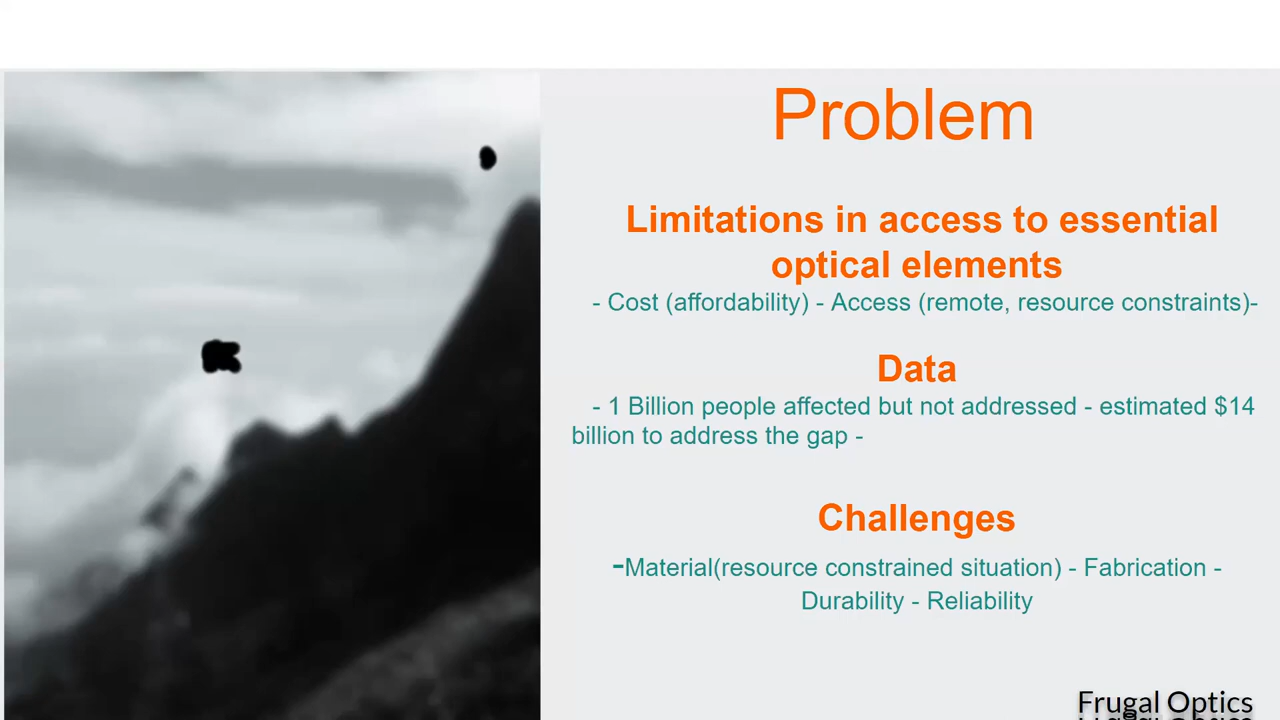 Problem
Limitations in access to essential
optical elements
- Cost (affordability) - Access (remote, resource constraints)-
Data
- 1 Billion people affected but not addressed - estimated $14
billion to address the gap -
Challenges
-Material(resource constrained situation) - Fabrication -
Durability - Reliability
Frugal Optics